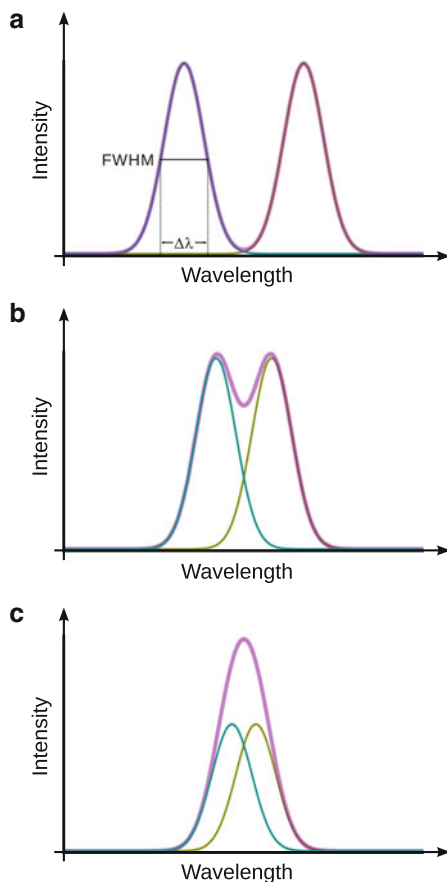 a
Intensity
FWHM
Δλ
Wavelength
b
Intensity
Wavelength
c
Intensity
Wavelength